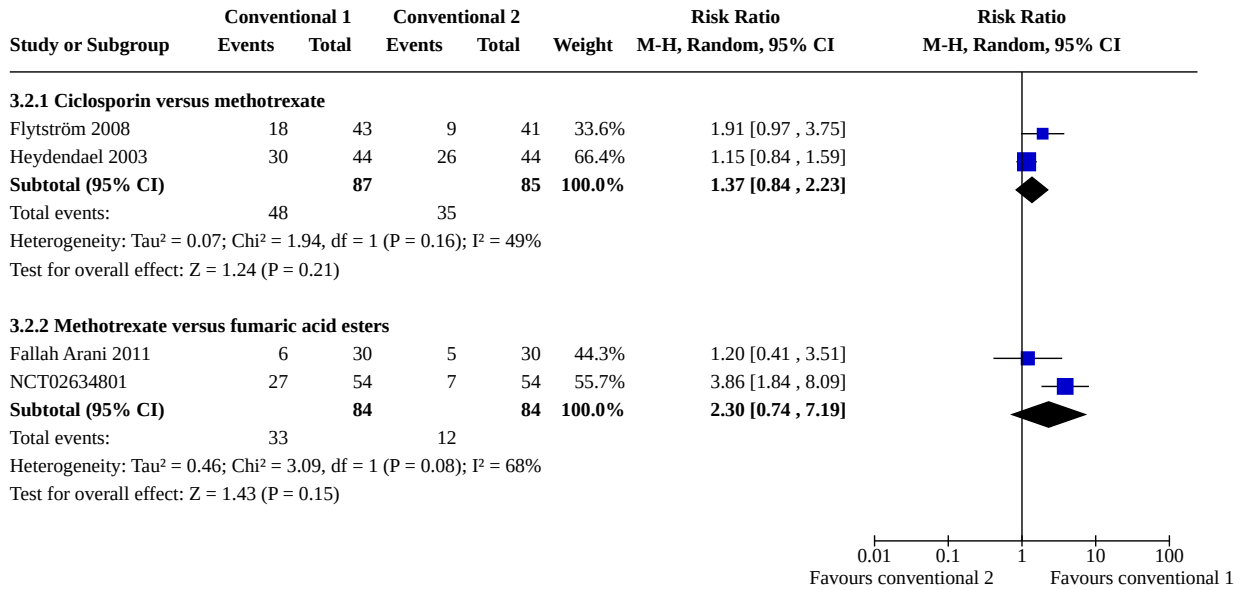 Conventional 1 Conventional 2 Risk Ratio Risk Ratio
Study or Subgroup Events Total Events Total Weight M-H, Random, 95% CI M-H, Random, 95% CI
3.2.1 Ciclosporin versus methotrexate
Flytström 2008 18 43 9 41 33.6% 1.91 [0.97 , 3.75]
Heydendael 2003 30 44 26 44 66.4% 1.15 [0.84 , 1.59]
Subtotal (95% CI) 87 85 100.0% 1.37 [0.84 , 2.23]
Total events: 48 35
Heterogeneity: Tau² = 0.07; Chi² = 1.94, df = 1 (P = 0.16); I² = 49%
Test for overall effect: Z = 1.24 (P = 0.21)
3.2.2 Methotrexate versus fumaric acid esters
Fallah Arani 2011 6 30 5 30 44.3% 1.20 [0.41 , 3.51]
NCT02634801 27 54 7 54 55.7% 3.86 [1.84 , 8.09]
Subtotal (95% CI) 84 84 100.0% 2.30 [0.74 , 7.19]
Total events: 33 12
Heterogeneity: Tau² = 0.46; Chi² = 3.09, df = 1 (P = 0.08); I² = 68%
Test for overall effect: Z = 1.43 (P = 0.15)
0.01 0.1 1 10 100
Favours conventional 2 Favours conventional 1